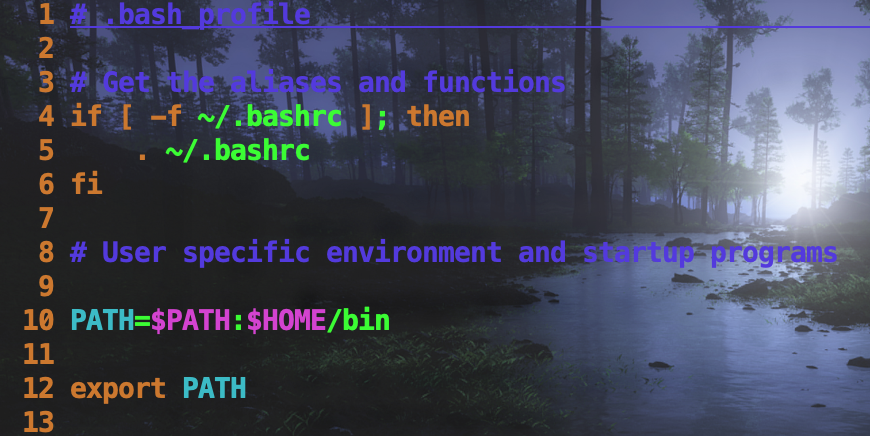 1 # .bash_profile
2
3 # Get the aliases and functions
4 if [ -f ~/.bashrc ]; then
5     . ~/.bashrc
6 fi
7
8 # User specific environment and startup programs
9
10 PATH=$PATH:$HOME/bin
11
12 export PATH
13